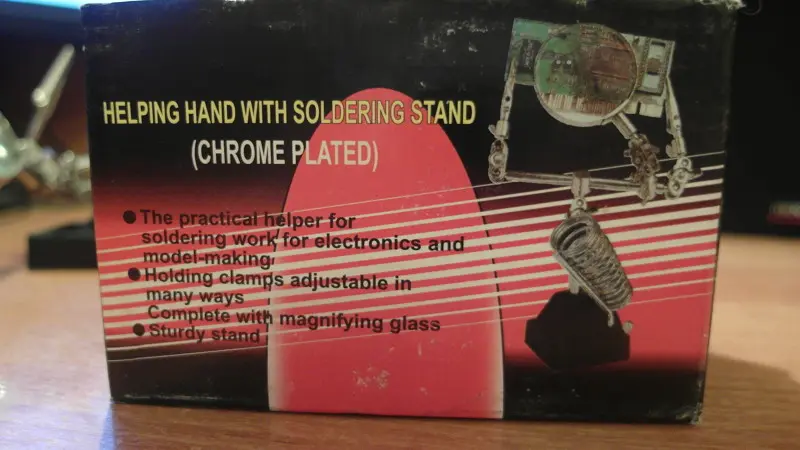 HELPING HAND WITH SOLDERING STAND
(CHROME PLATED)
● The practical helper for
soldering work for electronics and
model-making
● Holding clamps adjustable in
many ways
Complete with magnifying glass
● Sturdy stand